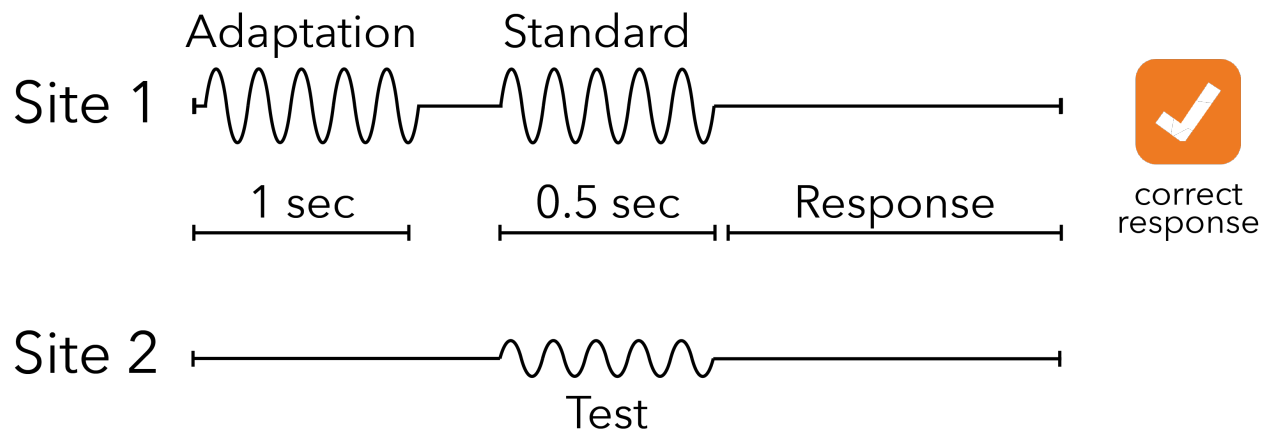 Adaptation Standard
Site 1
1 sec 0.5 sec Response
correct
response
Site 2
Test